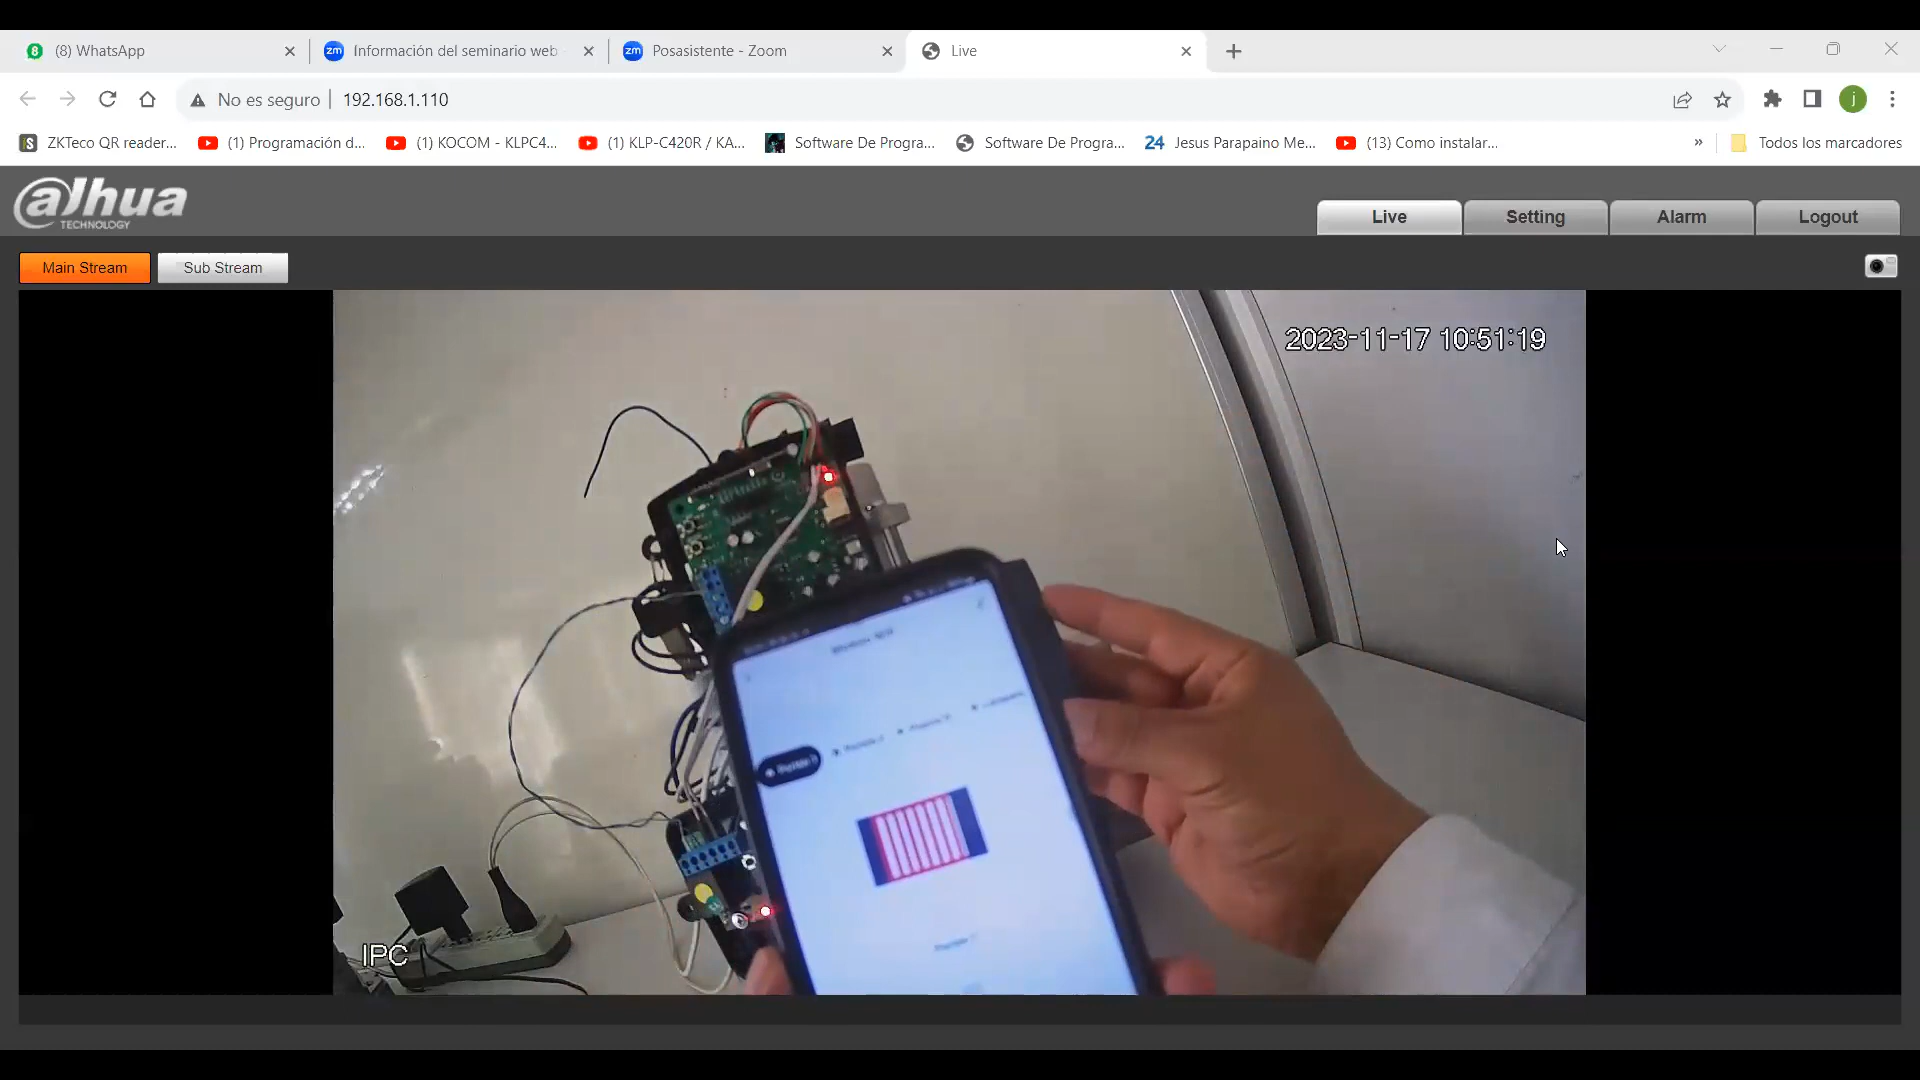 (8) WhatsApp
Información del seminario web -
Posasistente - Zoom
Live
No es seguro
192.168.1.110
ZKTeco QR reader...
(1) Programación d...
(1) KOCOM - KLPC4...
(1) KLP-C420R / KA...
Software De Progra...
Software De Progra...
24 Jesus Parapaino Me...
(13) Como instalar...
»
Todos los marcadores
alhua
TECHNOLOGY
Live
Setting
Alarm
Logout
Main Stream
Sub Stream
2023-11-17 10:51:19
IPC